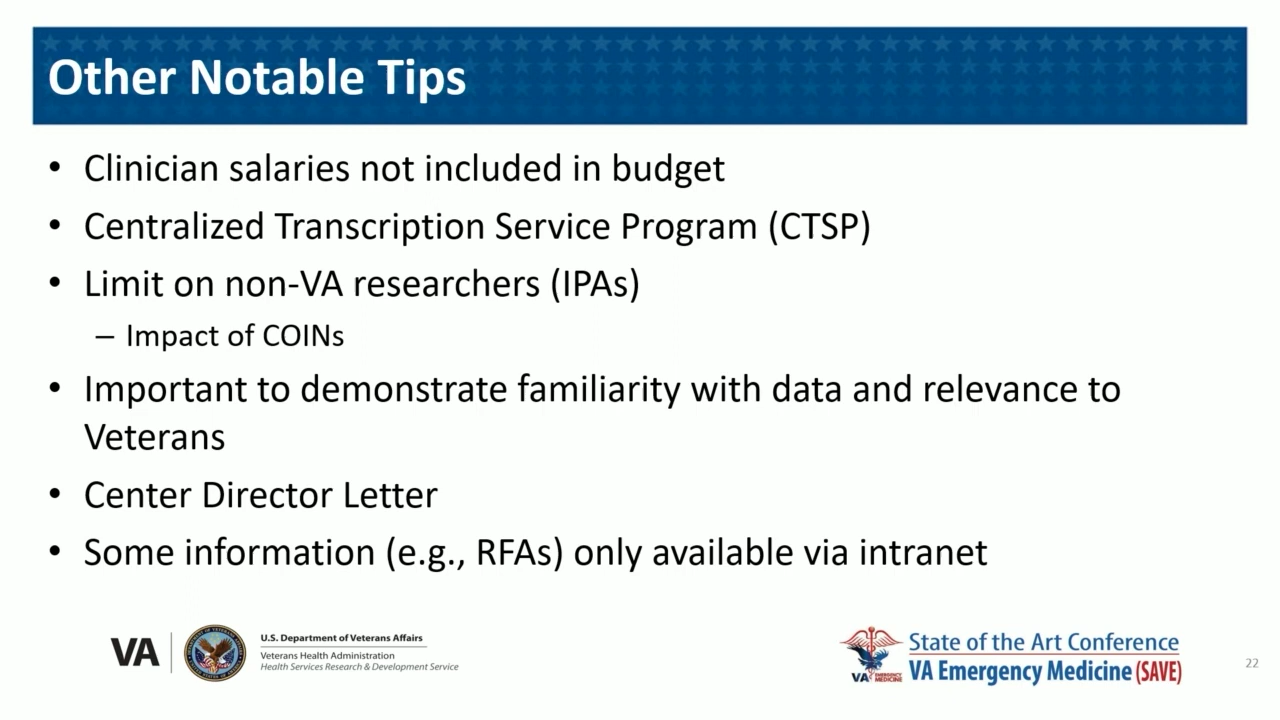 Other Notable Tips
• Clinician salaries not included in budget
• Centralized Transcription Service Program (CTSP)
• Limit on non-VA researchers (IPAs)
– Impact of COINs
• Important to demonstrate familiarity with data and relevance to
Veterans
• Center Director Letter
• Some information (e.g., RFAs) only available via intranet
VA
U.S. Department of Veterans Affairs
Veterans Health Administration
Health Services Research & Development Service
VA EMERGENCY MEDICINE
State of the Art Conference
VA Emergency Medicine (SAVE)
22